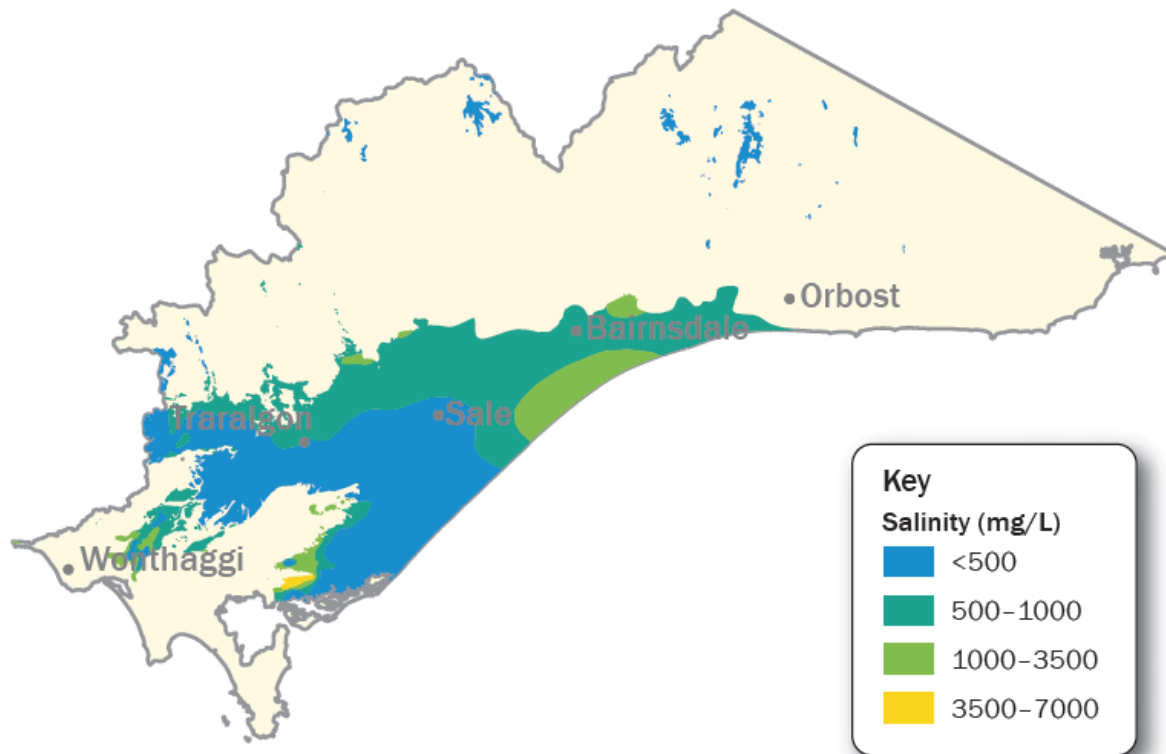 Orbost
Bairnsdale
Traralgon
Sale
Wonthaggi
Key
Salinity (mg/L)
<500
500–1000
1000–3500
3500–7000